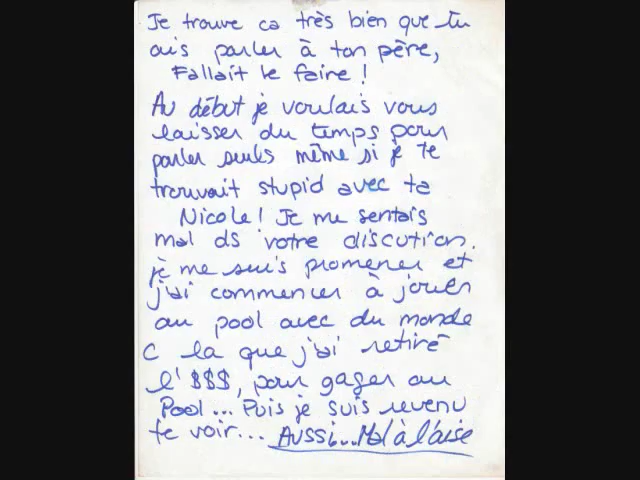 Je trouve ca très bien que tu
ais parler à ton père,
Fallait le faire !
Au début je voulais vous
laisser du temps pour
parler seuls même si je te
trouvait stupid avec ta
Nicole! Je me sentais
mal ds votre discution.
je me suis promener et
j'ai commencer à jouer
au pool avec du monde
C la que j'ai retiré
l'$$$, pour gager au
Pool... Puis je suis revenu
te voir... Aussi...Mal à l'aise